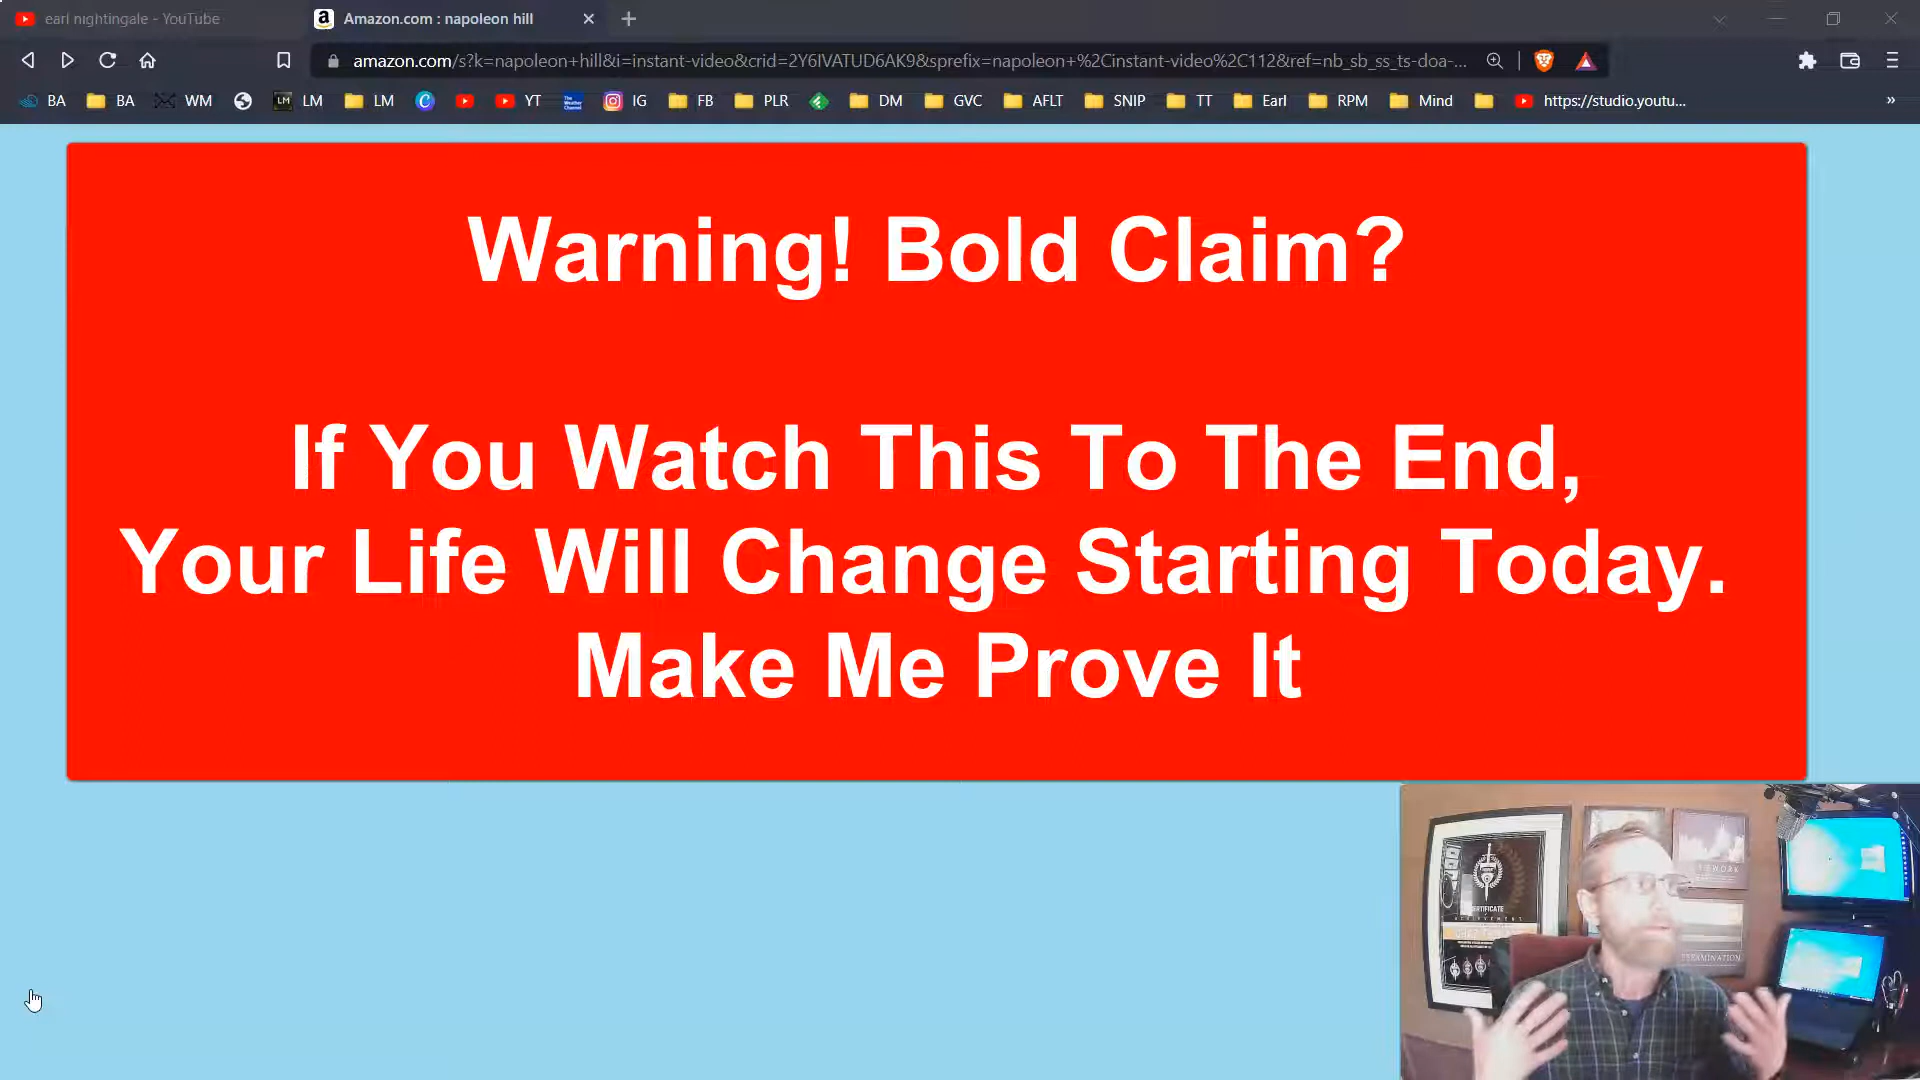 earl nightingale - YouTube
Amazon.com : napoleon hill
amazon.com/s?k=napoleon+hill&i=instant-video&crid=2Y6IVATUD6AK9&sprefix=napoleon+%2Cinstant-video%2C112&ref=nb_sb_ss_ts-doa-...
BA BA WM LM LM YT IG FB PLR DM GVC AFLT SNIP TT Earl RPM Mind https://studio.youtu... »
Warning! Bold Claim?
If You Watch This To The End,
Your Life Will Change Starting Today.
Make Me Prove It
CERTIFICATE
ACHIEVEMENT